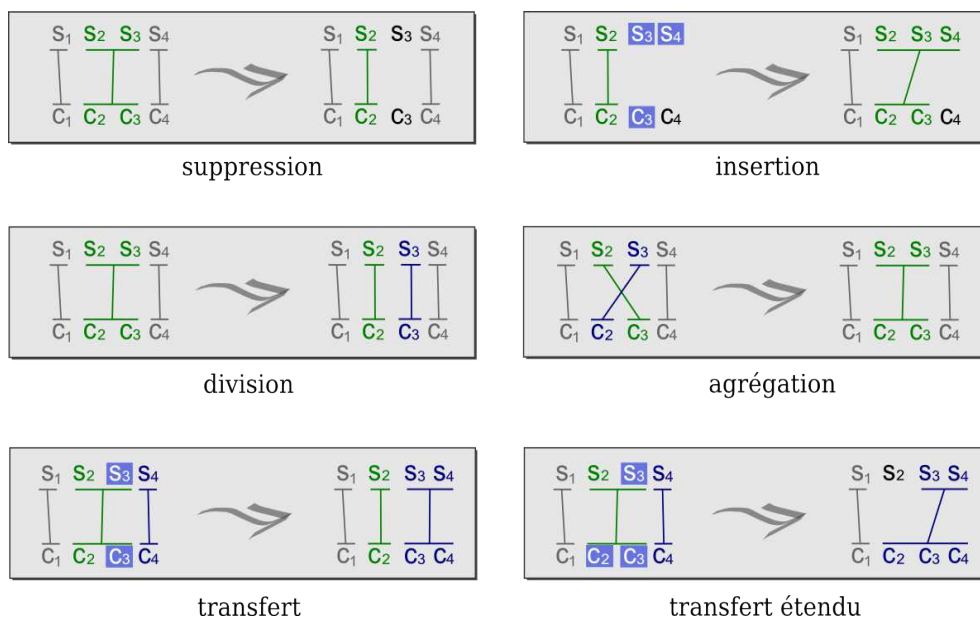 S1 S2 S3 S4 S1 S2 S3 S4
C1 C2 C3 C4 C1 C2 C3 C4
suppression
S1 S2 S3 S4 S1 S2 S3 S4
C1 C2 C3 C4 C1 C2 C3 C4
insertion
S1 S2 S3 S4 S1 S2 S3 S4
C1 C2 C3 C4 C1 C2 C3 C4
division
S1 S2 S3 S4 S1 S2 S3 S4
C1 C2 C3 C4 C1 C2 C3 C4
agrégation
S1 S2 S3 S4 S1 S2 S3 S4
C1 C2 C3 C4 C1 C2 C3 C4
transfert
S1 S2 S3 S4 S1 S2 S3 S4
C1 C2 C3 C4 C1 C2 C3 C4
transfert étendu